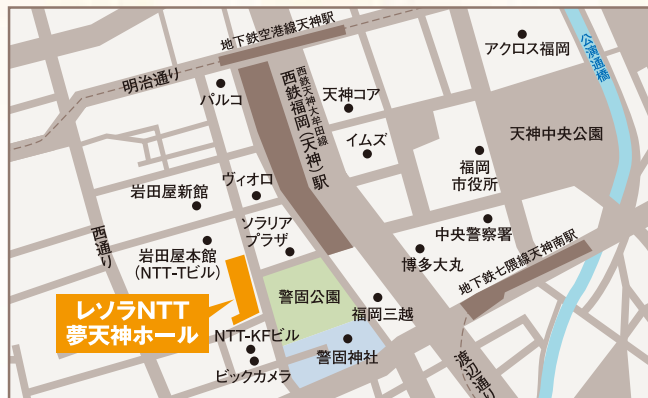 地下鉄空港線天神駅
明治通り
パルコ
西鉄天神大牟田線
西鉄福岡(天神)駅
天神コア
イムズ
アクロス福岡
公演通橋
天神中央公園
福岡
市役所
中央警察署
博多大丸
地下鉄七隈線天神南駅
西通り
岩田屋新館
ヴィオロ
岩田屋本館
(NTT-Tビル)
ソラリア
プラザ
警固公園
福岡三越
レソラNTT
夢天神ホール
NTT-KFビル
ビックカメラ
警固神社
渡辺通り